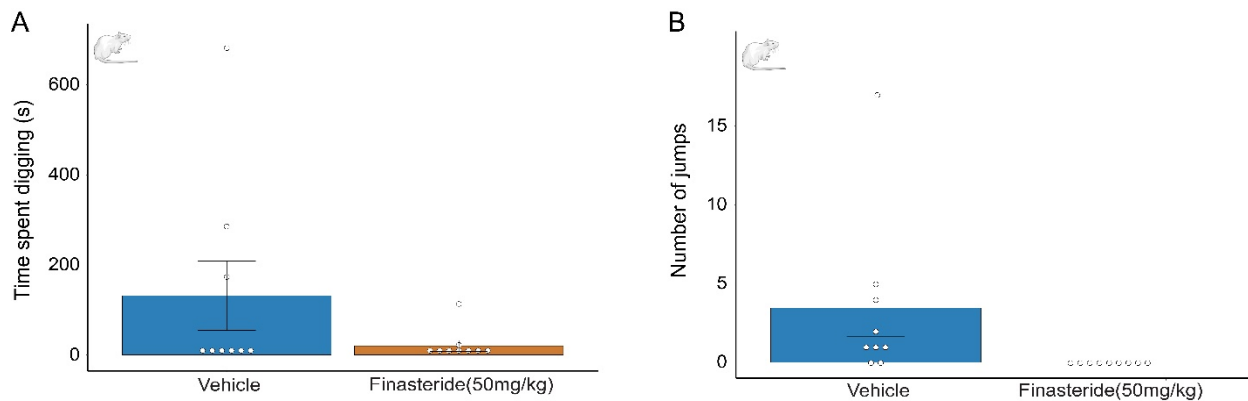 A
Time spent digging (s)
600
400
200
0
Vehicle
Finasteride(50mg/kg)
B
Number of jumps
15
10
5
0
Vehicle
Finasteride(50mg/kg)